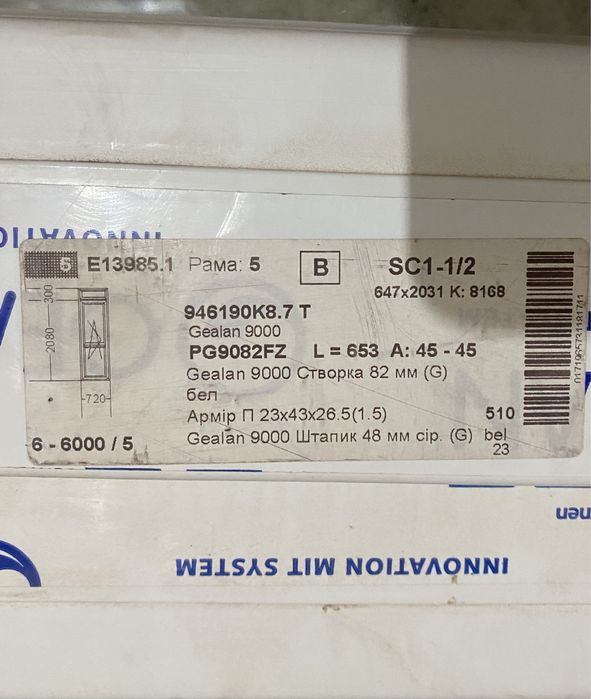 INNOVATIO
5 E13985.1 Рама: 5 B SC1-1/2
647x2031 K: 8168
300
2080
720
946190K8.7 T
Gealan 9000
PG9082FZ L = 653 A: 45 - 45
Gealan 9000 Створка 82 мм (G)
бел
Армір П 23x43x26.5(1.5) 510
6 - 6000 / 5 Gealan 9000 Штапик 48 мм сір. (G) bel
23
INNOVATION MIT SYSTEM